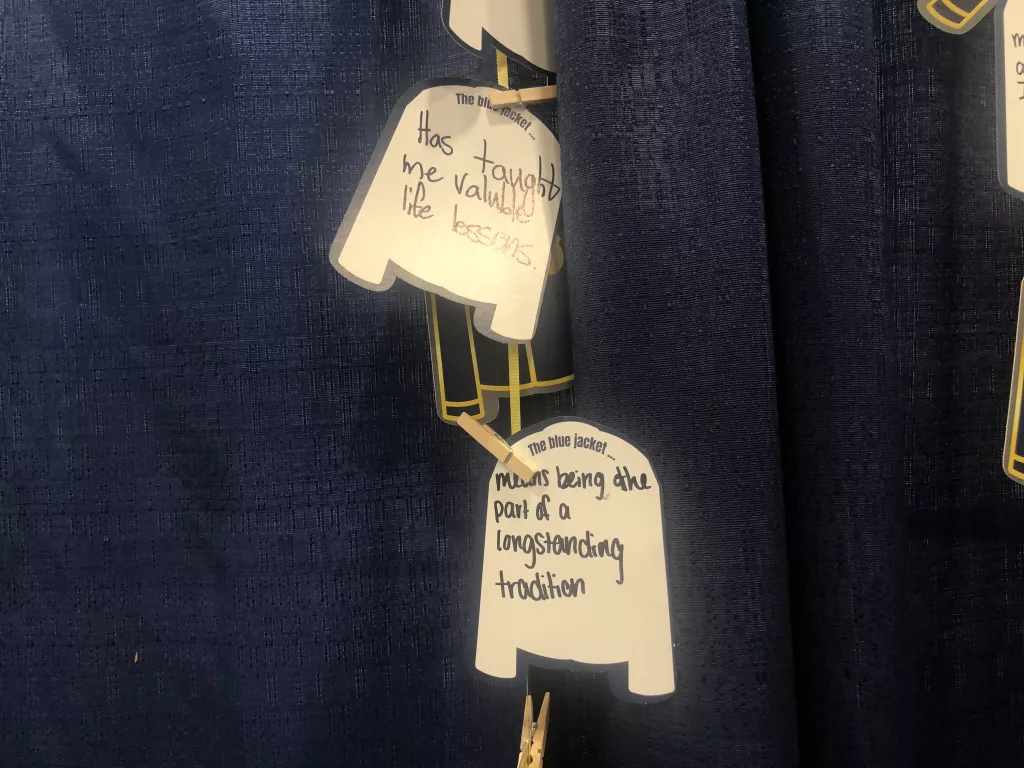 The blue jacket ...
Has taught
me valuble
life lessons.
The blue jacket ...
means being the
part of a
longstanding
tradition